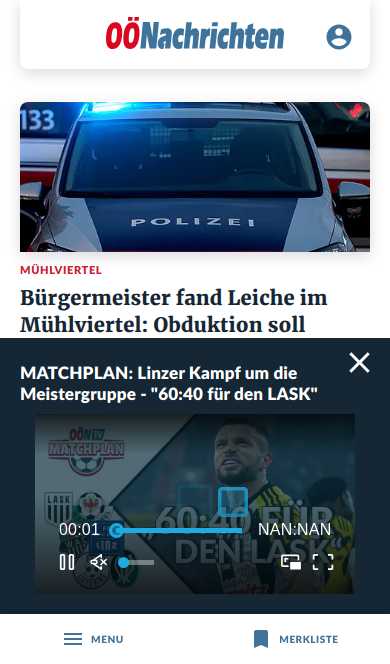 OÖNachrichten
133
POLIZEI
MÜHLVIERTEL
Bürgermeister fand Leiche im
Mühlviertel: Obduktion soll
MATCHPLAN: Linzer Kampf um die
Meistergruppe - "60:40 für den LASK"
OÖN TV
MATCHPLAN
LASK
„60:40 FÜR
DEN LASK"
00:01
NAN:NAN
MENU
MERKLISTE